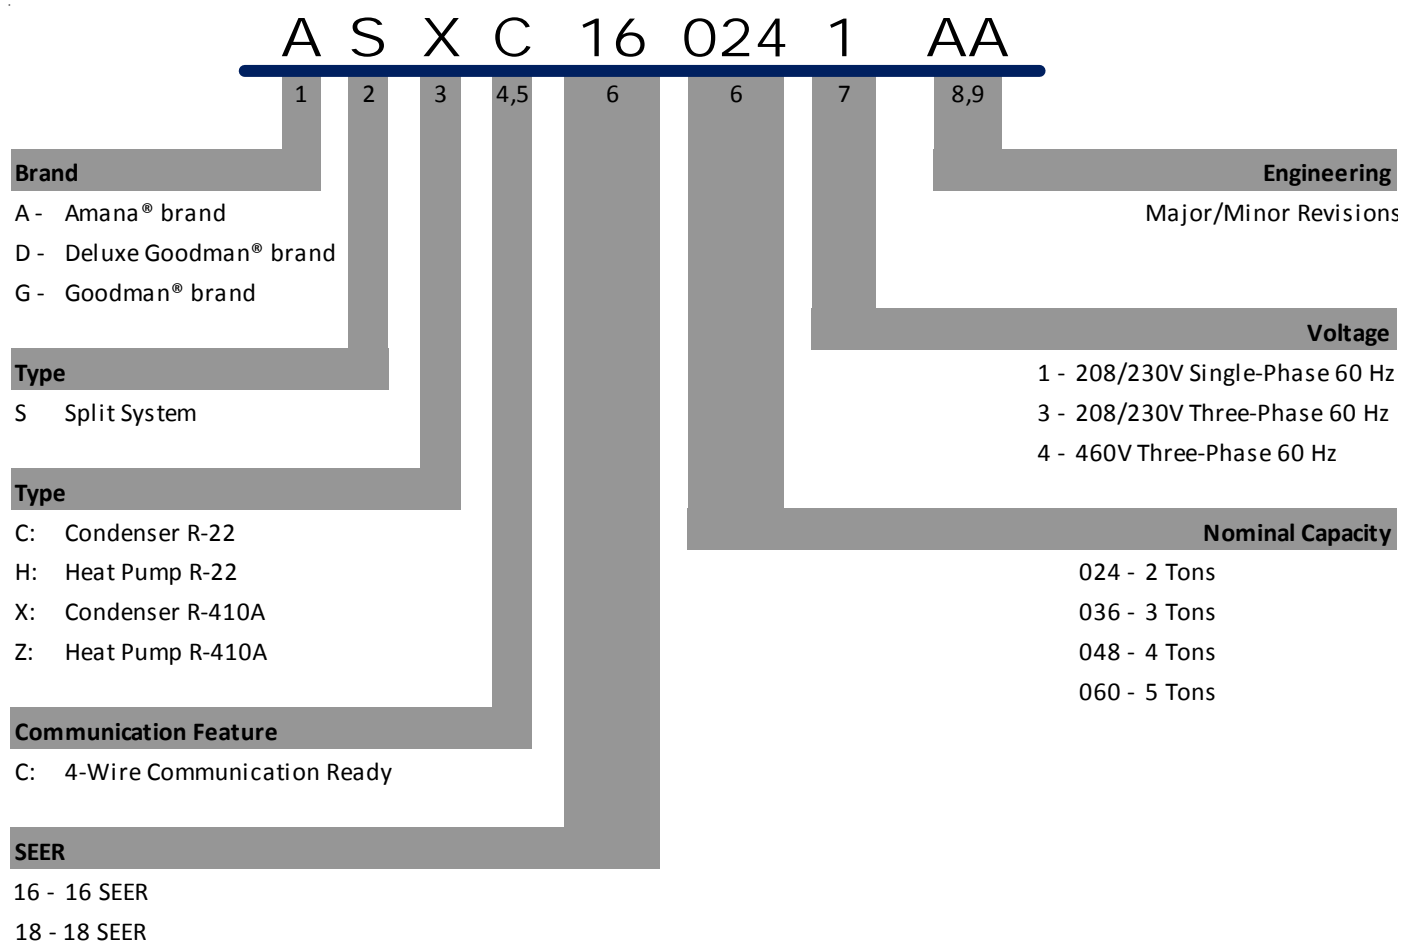 A S X C 16 024 1 AA
1 2 3 4,5 6 6 7 8,9
Brand
A - Amana® brand
D - Deluxe Goodman® brand
G - Goodman® brand
Type
S Split System
Type
C: Condenser R-22
H: Heat Pump R-22
X: Condenser R-410A
Z: Heat Pump R-410A
Communication Feature
C: 4-Wire Communication Ready
SEER
16 - 16 SEER
18 - 18 SEER
Engineering
Major/Minor Revisions
Voltage
1 - 208/230V Single-Phase 60 Hz
3 - 208/230V Three-Phase 60 Hz
4 - 460V Three-Phase 60 Hz
Nominal Capacity
024 - 2 Tons
036 - 3 Tons
048 - 4 Tons
060 - 5 Tons